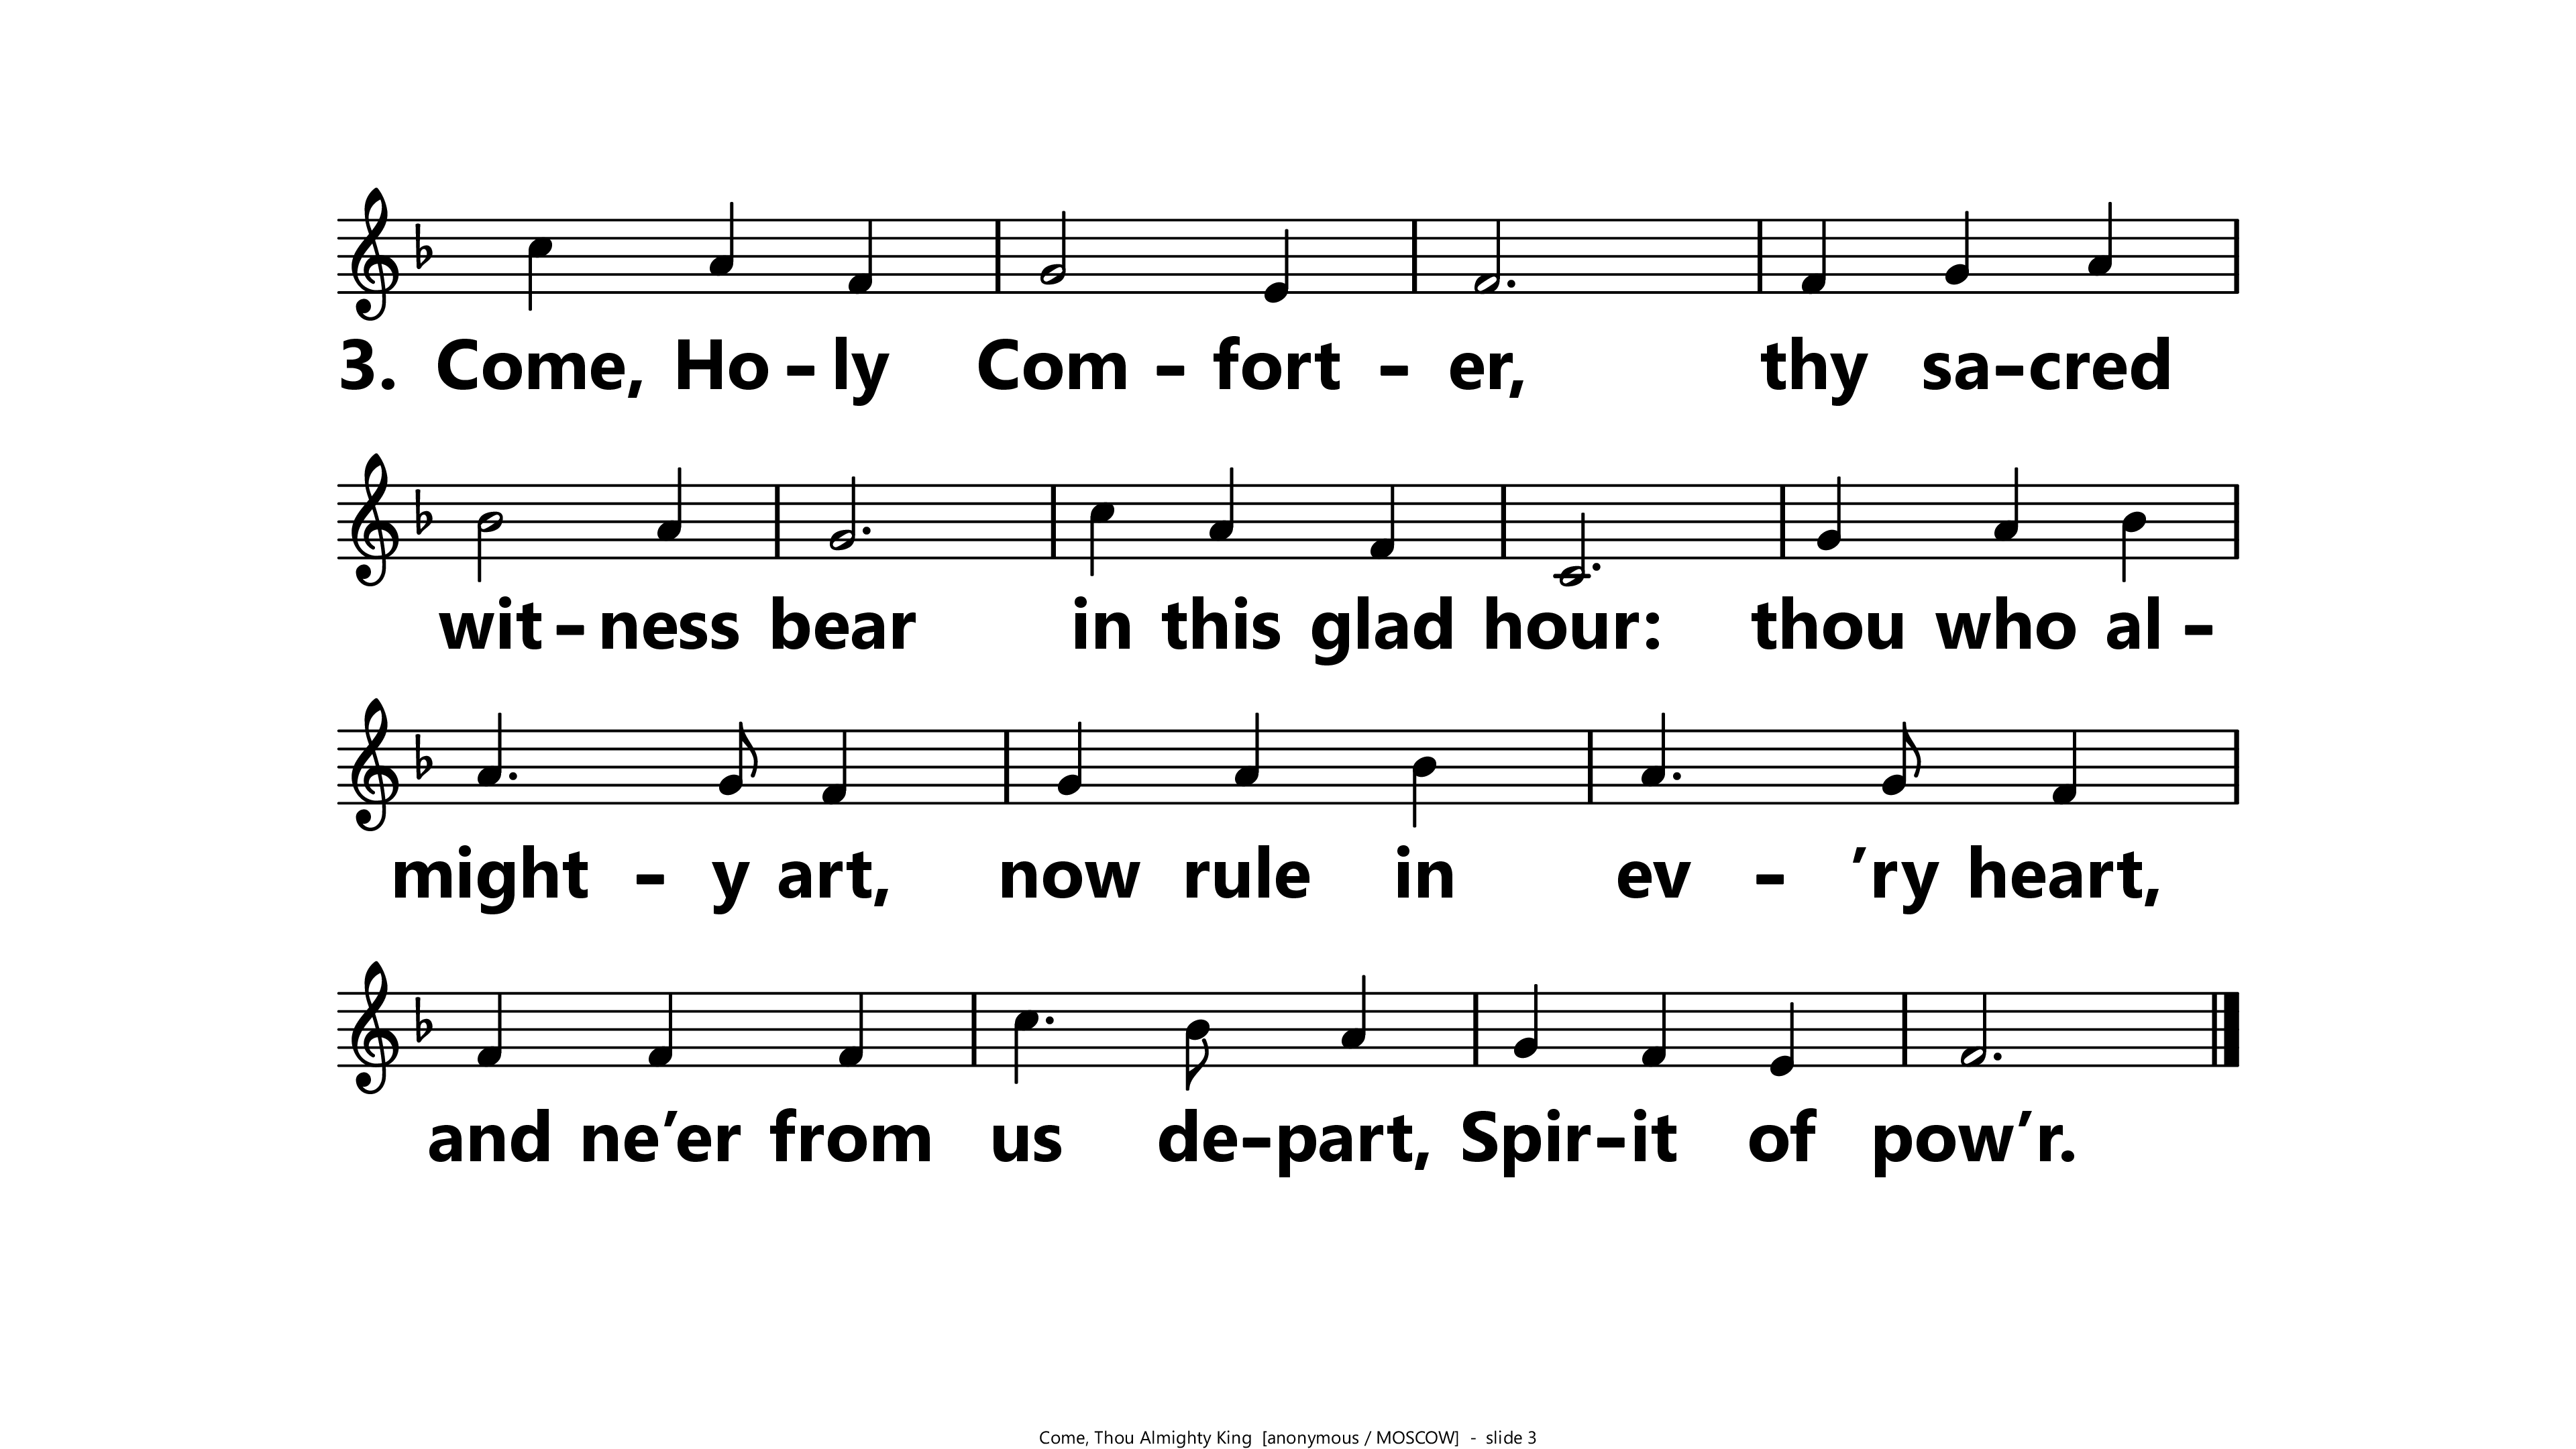 3. Come, Ho – ly Com – fort – er, thy sa–cred
wit – ness bear in this glad hour: thou who al –
might – y art, now rule in ev – ’ry heart,
and ne’er from us de–part, Spir–it of pow’r.
Come, Thou Almighty King [anonymous / MOSCOW] - slide 3